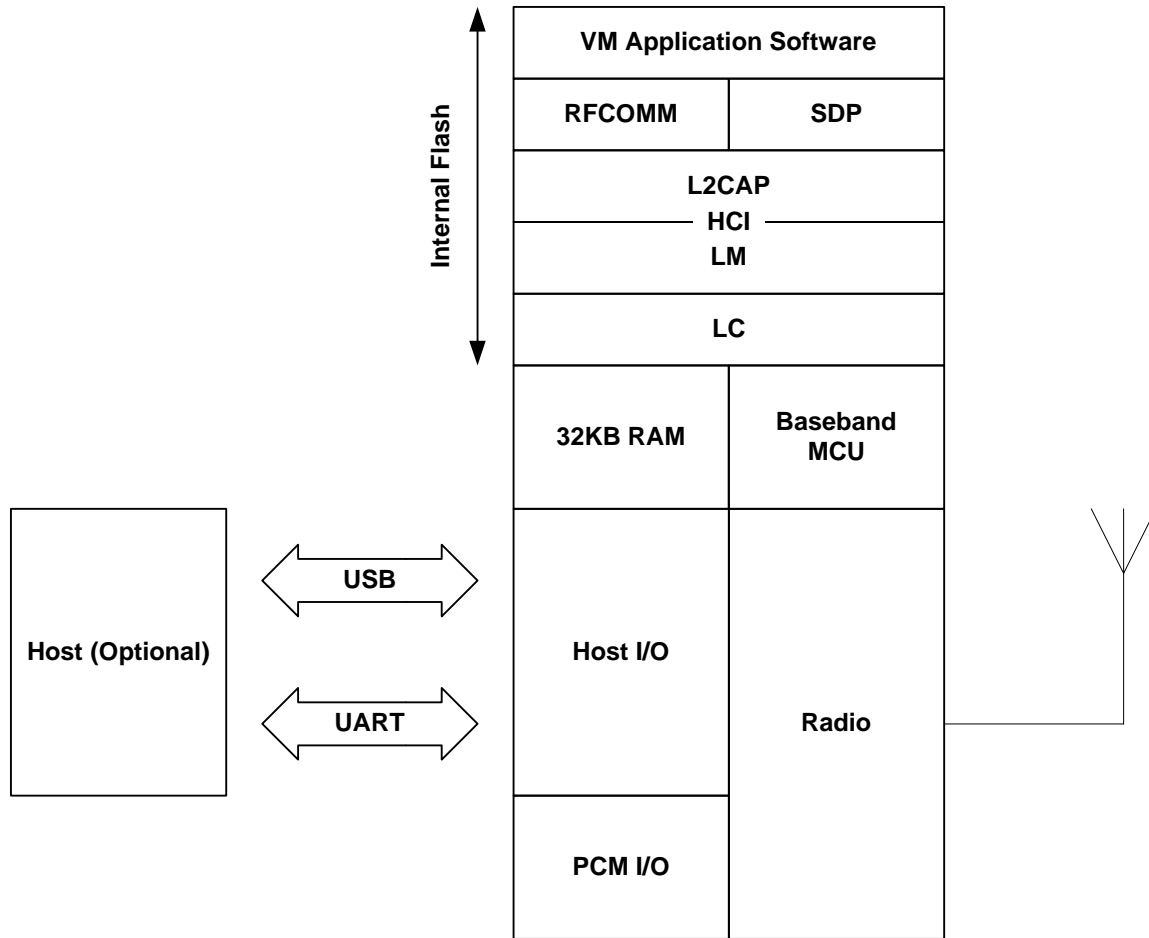 VM Application Software
RFCOMM
SDP
Internal Flash
L2CAP
HCI
LM
LC
32KB RAM
Baseband
MCU
USB
Host (Optional)
Host I/O
UART
Radio
PCM I/O